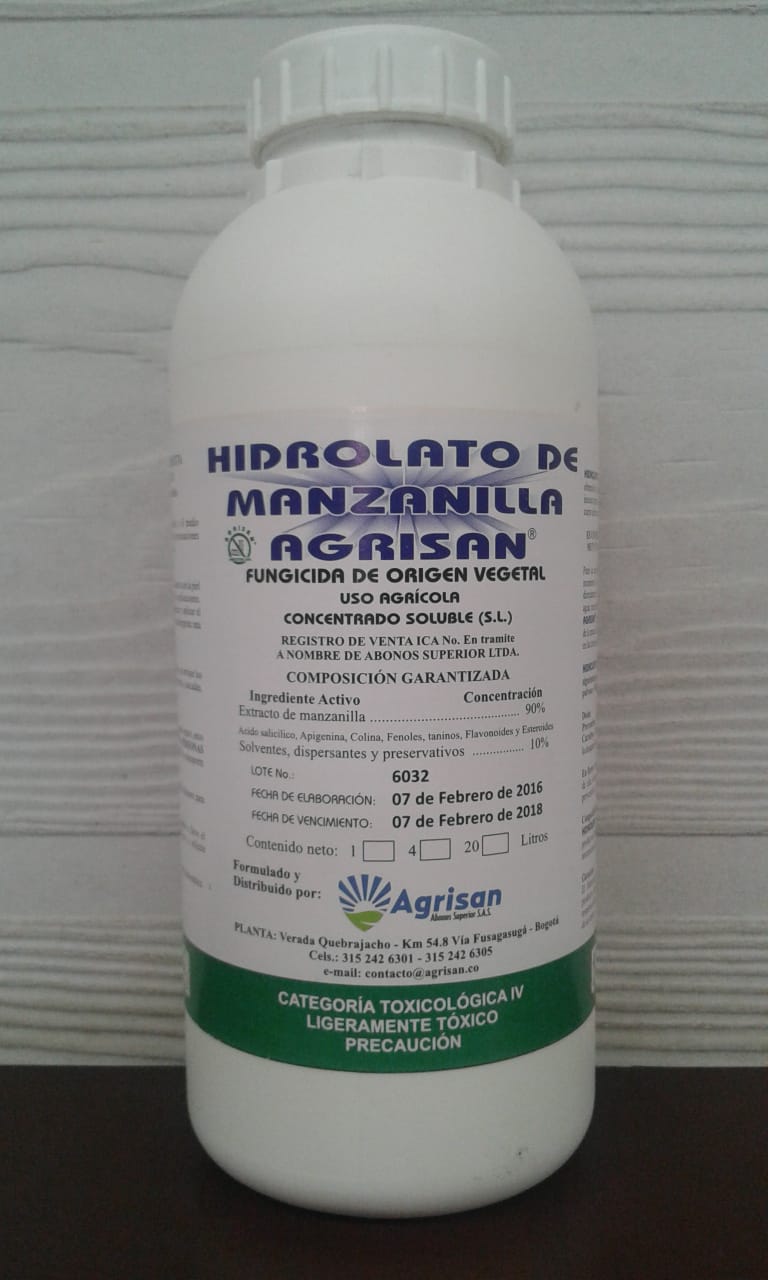 HIDROLATO DE
MANZANILLA
AGRISAN®
FUNGICIDA DE ORIGEN VEGETAL
USO AGRÍCOLA
CONCENTRADO SOLUBLE (S.L.)
REGISTRO DE VENTA ICA No. En tramite
A NOMBRE DE ABONOS SUPERIOR LTDA.
COMPOSICIÓN GARANTIZADA
Ingrediente Activo Concentración
Extracto de manzanilla .................................................. 90%
Acido salicílico, Apigenina, Colina, Fenoles, taninos, Flavonoides y Esteroides
Solventes, dispersantes y preservativos ................ 10%
LOTE No.: 6032
FECHA DE ELABORACIÓN: 07 de Febrero de 2016
FECHA DE VENCIMIENTO: 07 de Febrero de 2018
Contenido neto: 1 4 20 Litros
Formulado y
Distribuido por:
Agrisan
Abonos Superior S.A.S.
PLANTA: Verada Quebrajacho - Km 54.8 Vía Fusagasugá - Bogotá
Cels.: 315 242 6301 - 315 242 6305
e-mail: contacto@agrisan.co
CATEGORÍA TOXICOLÓGICA IV
LIGERAMENTE TÓXICO
PRECAUCIÓN